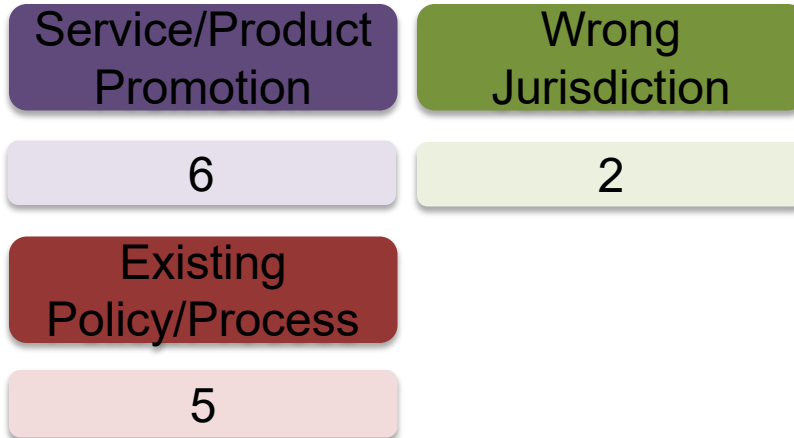 Service/Product
Promotion
6
Wrong
Jurisdiction
2
Existing
Policy/Process
5